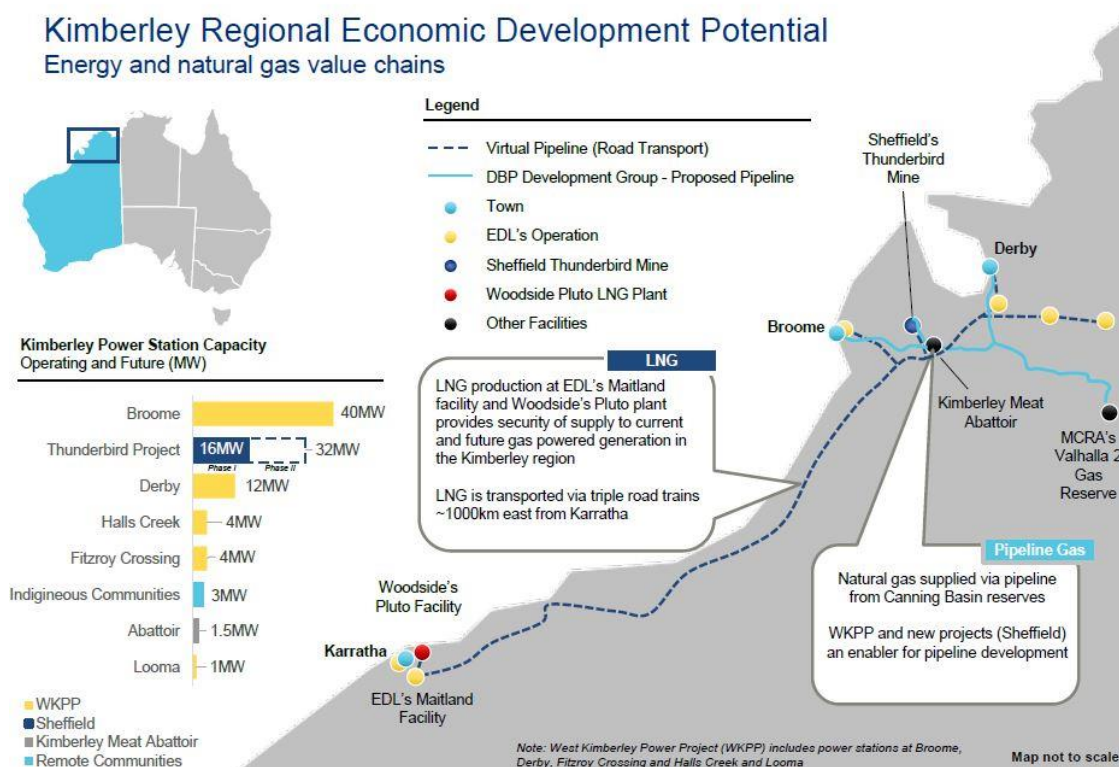 Kimberley Regional Economic Development Potential
Energy and natural gas value chains
Legend
Virtual Pipeline (Road Transport)
DBP Development Group - Proposed Pipeline
Town
EDL's Operation
Sheffield Thunderbird Mine
Woodside Pluto LNG Plant
Other Facilities
Sheffield's
Thunderbird
Mine
Derby
Broome
Kimberley Meat
Abattoir
MCRA's
Valhalla 2
Gas
Reserve
LNG
LNG production at EDL's Maitland
facility and Woodside's Pluto plant
provides security of supply to current
and future gas powered generation in
the Kimberley region
LNG is transported via triple road trains
~1000km east from Karratha
Pipeline Gas
Natural gas supplied via pipeline
from Canning Basin reserves
WKPP and new projects (Sheffield)
an enabler for pipeline development
Woodside's
Pluto Facility
Karratha
EDL's Maitland
Facility
Kimberley Power Station Capacity
Operating and Future (MW)
Broome 40MW
Thunderbird Project 16MW 32MW
Phase I Phase II
Derby 12MW
Halls Creek 4MW
Fitzroy Crossing 4MW
Indigineous Communities 3MW
Abattoir 1.5MW
Looma 1MW
WKPP
Sheffield
Kimberley Meat Abattoir
Remote Communities
Note: West Kimberley Power Project (WKPP) includes power stations at Broome,
Derby, Fitzroy Crossing and Halls Creek and Looma
Map not to scale